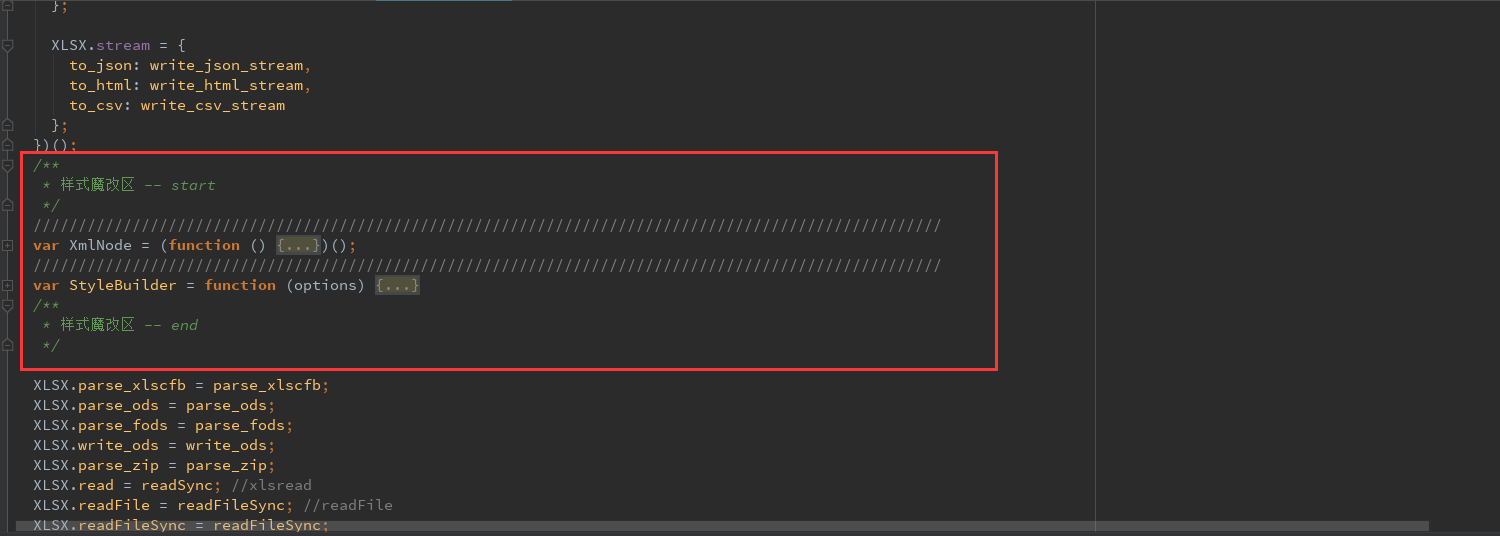 };
XLSX.stream = {
to_json: write_json_stream,
to_html: write_html_stream,
to_csv: write_csv_stream
};
})();
/**
* 样式魔改区 -- start
*/
/////////////////////////////////////////////////////////////////////////////////////////////////////
var XmlNode = (function () {...})();
/////////////////////////////////////////////////////////////////////////////////////////////////////
var StyleBuilder = function (options) {...}
/**
* 样式魔改区 -- end
*/
XLSX.parse_xlscfb = parse_xlscfb;
XLSX.parse_ods = parse_ods;
XLSX.parse_fods = parse_fods;
XLSX.write_ods = write_ods;
XLSX.parse_zip = parse_zip;
XLSX.read = readSync; //xlsread
XLSX.readFile = readFileSync; //readFile
XLSX.readFileSync = readFileSync;